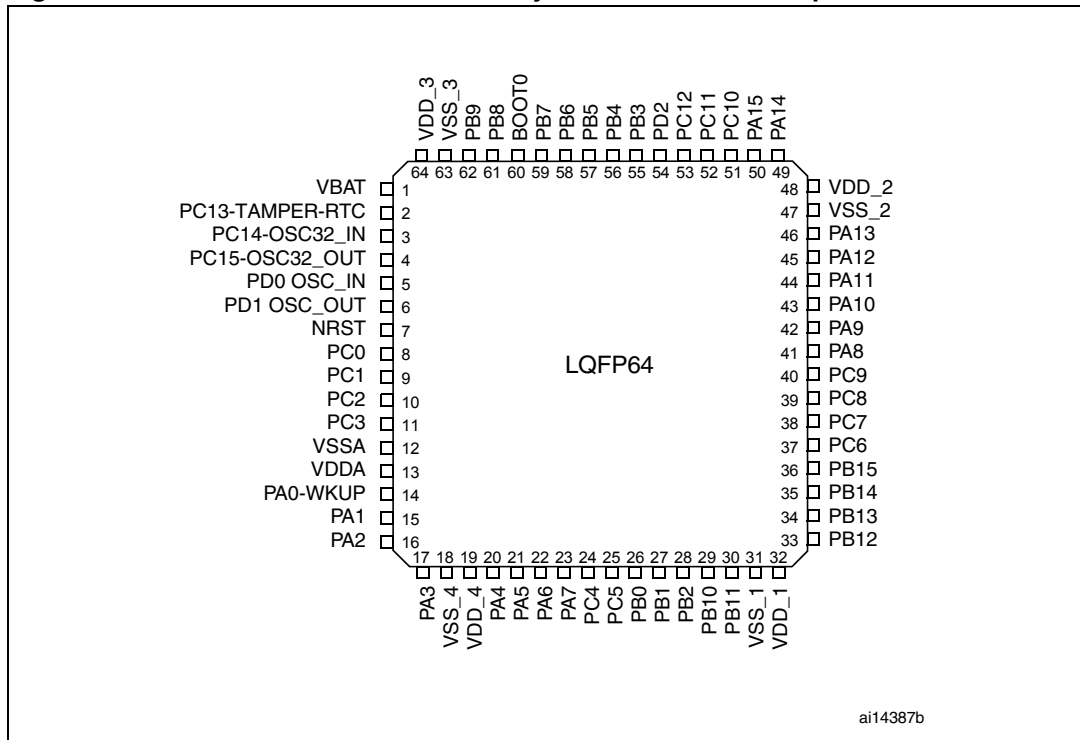 VDD_3
VSS_3
PB9
PB8
BOOT0
PB7
PB6
PB5
PB4
PB3
PD2
PC12
PC11
PC10
PA15
PA14
64 63 62 61 60 59 58 57 56 55 54 53 52 51 50 49
VBAT 1
PC13-TAMPER-RTC 2
PC14-OSC32_IN 3
PC15-OSC32_OUT 4
PD0 OSC_IN 5
PD1 OSC_OUT 6
NRST 7
PC0 8
PC1 9
PC2 10
PC3 11
VSSA 12
VDDA 13
PA0-WKUP 14
PA1 15
PA2 16
LQFP64
48 VDD_2
47 VSS_2
46 PA13
45 PA12
44 PA11
43 PA10
42 PA9
41 PA8
40 PC9
39 PC8
38 PC7
37 PC6
36 PB15
35 PB14
34 PB13
33 PB12
17 18 19 20 21 22 23 24 25 26 27 28 29 30 31 32
PA3
VSS_4
VDD_4
PA4
PA5
PA6
PA7
PC4
PC5
PB0
PB1
PB2
PB10
PB11
VSS_1
VDD_1
ai14387b